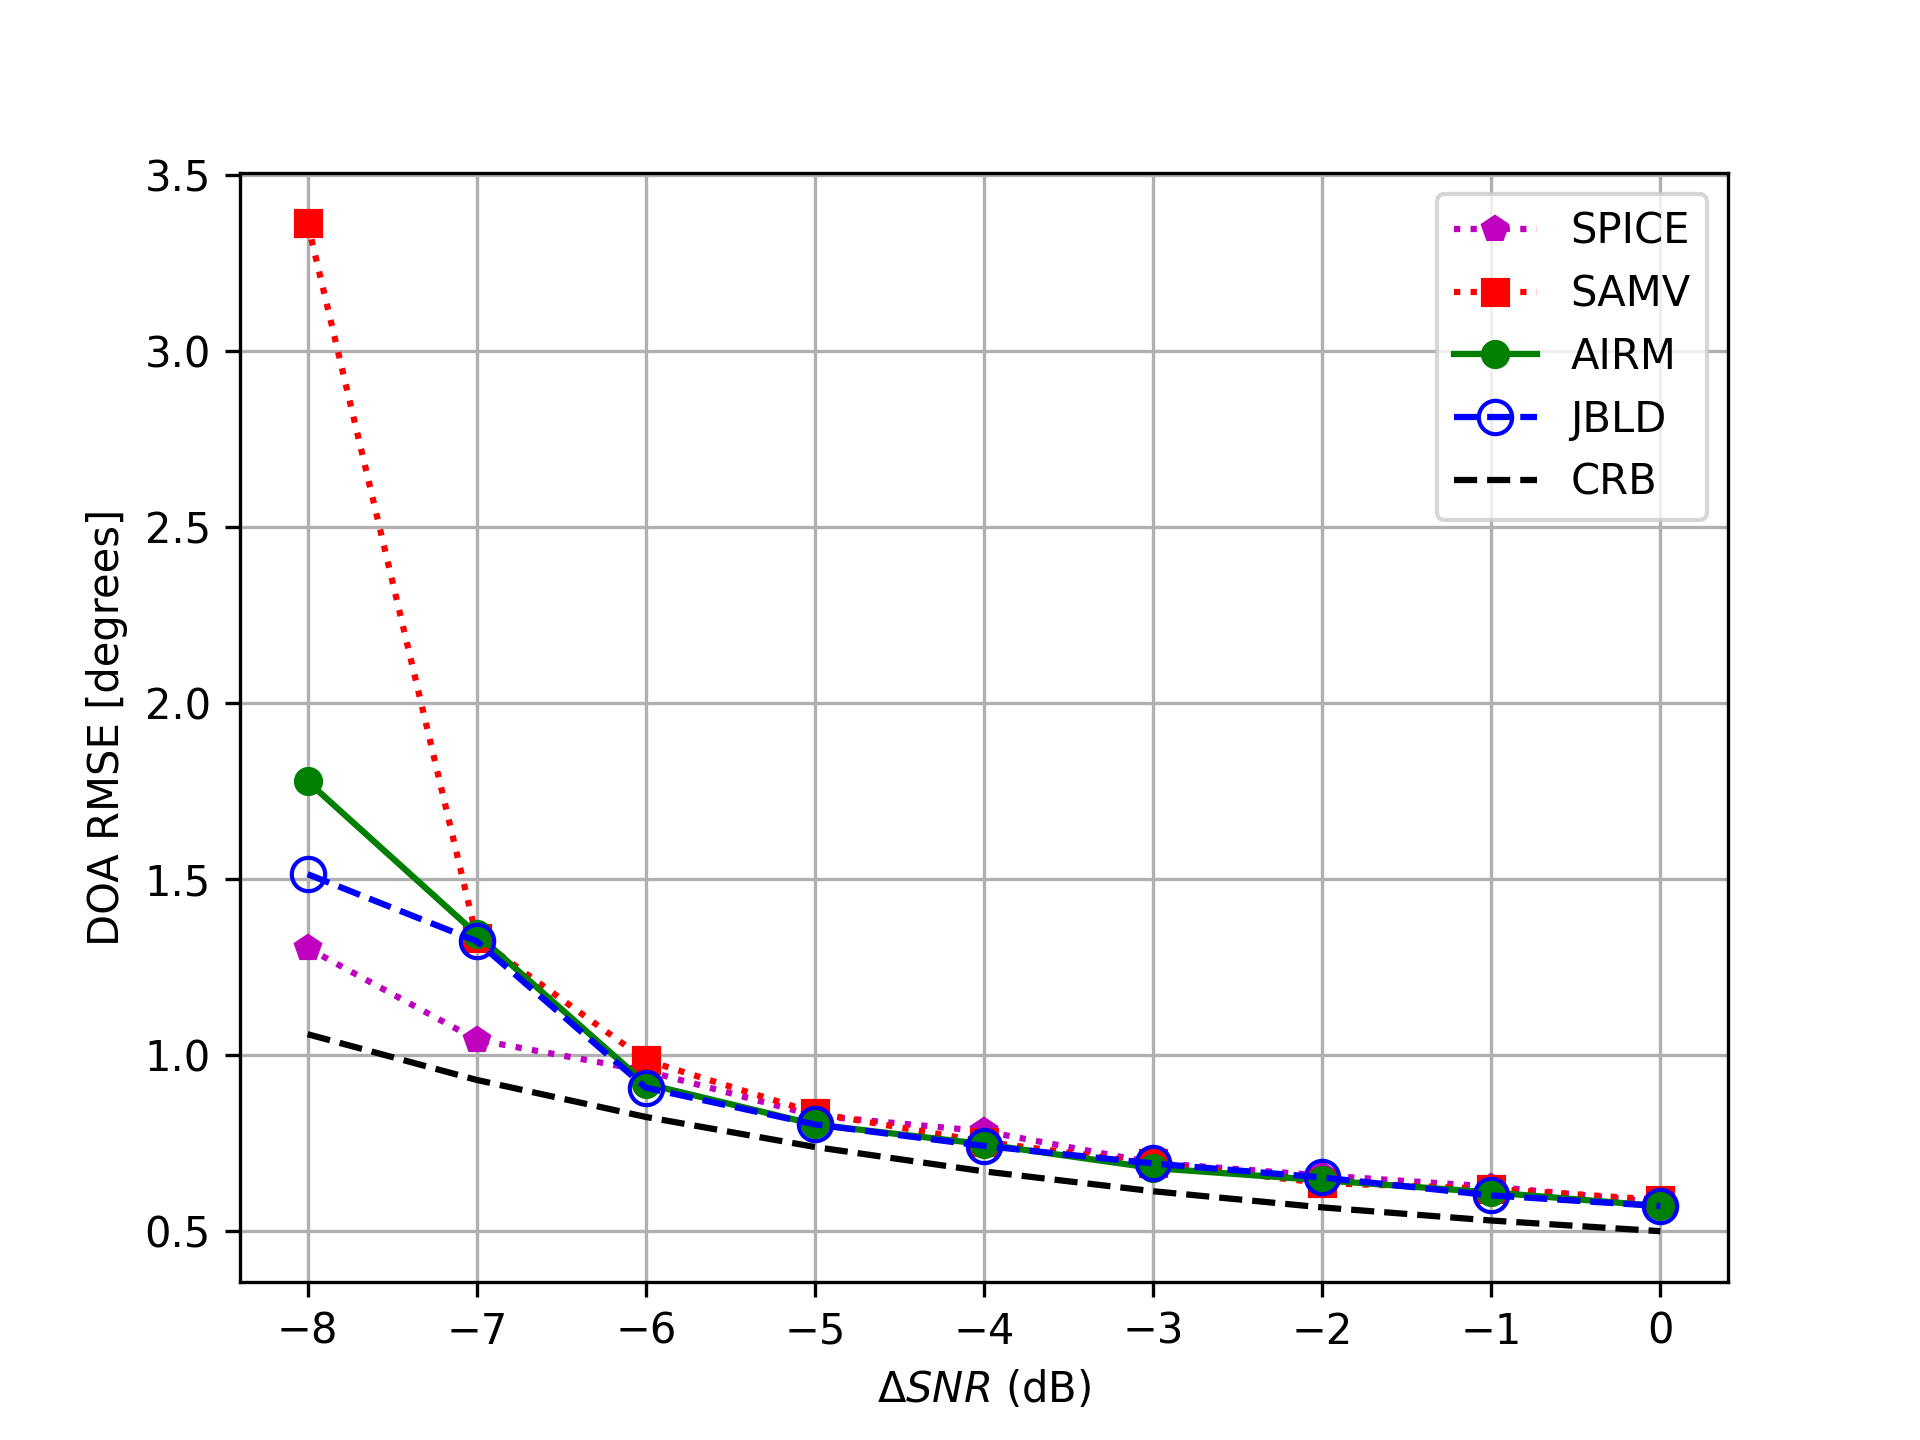 3.5
3.0
2.5
2.0
1.5
1.0
0.5
DOA RMSE [degrees]
SPICE
SAMV
AIRM
JBLD
CRB
−8 −7 −6 −5 −4 −3 −2 −1 0
ΔSNR (dB)